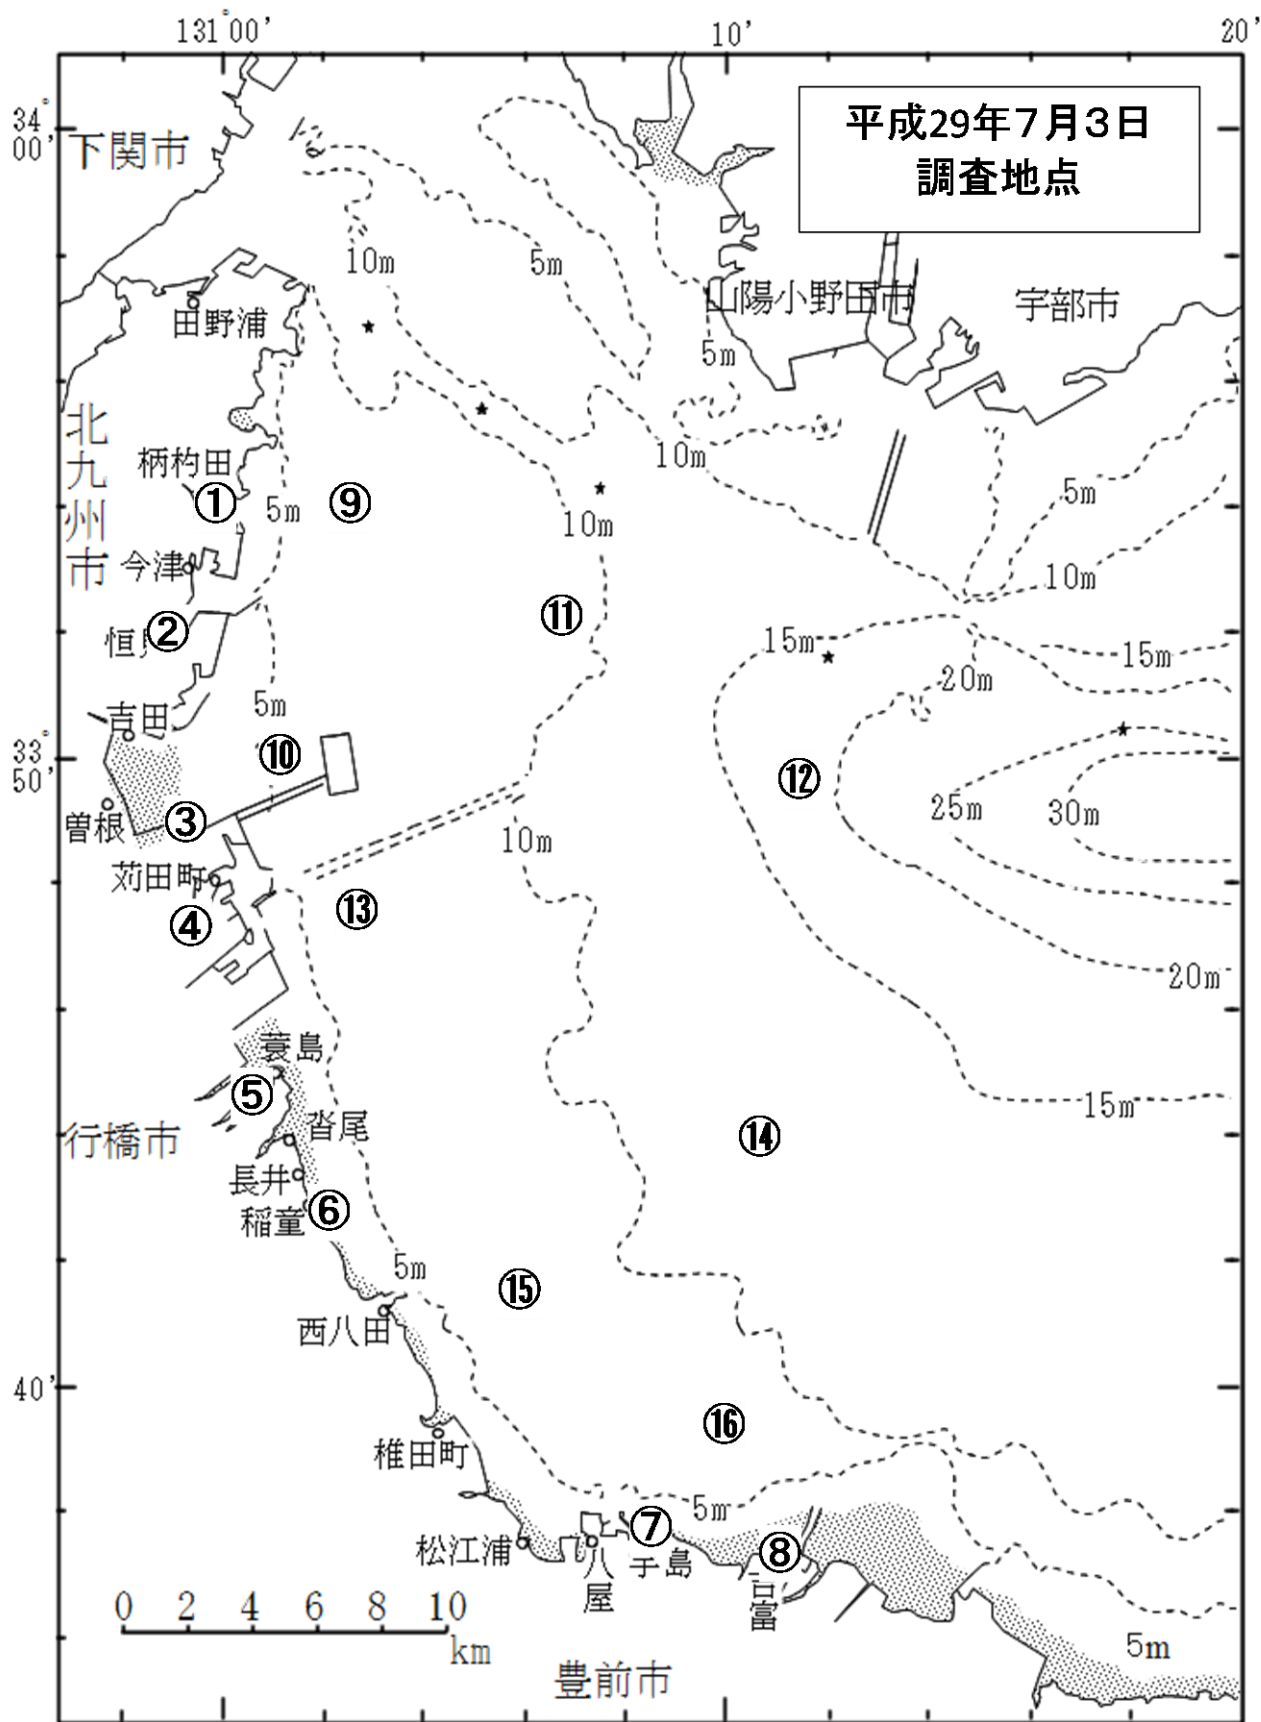 131°00'
10'
20'
34°
00'
下関市
平成29年7月3日
調査地点
10m
5m
山陽小野田市
宇部市
田野浦
5m
北九州市
柄杓田
①
5m
⑨
10m
5m
10m
今津
10m
恒
②
⑪
15m
15m
20m
5m
吉田
33°
50'
⑩
⑫
25m
30m
曽根
③
10m
苅田町
④
⑬
20m
蓑島
⑤
15m
行橋市
沓尾
⑭
長井
稲童
⑥
5m
⑮
西八田
40'
⑯
椎田町
5m
⑦
松江浦
八屋
宇島
⑧
吉富
0 2 4 6 8 10
km
5m
豊前市